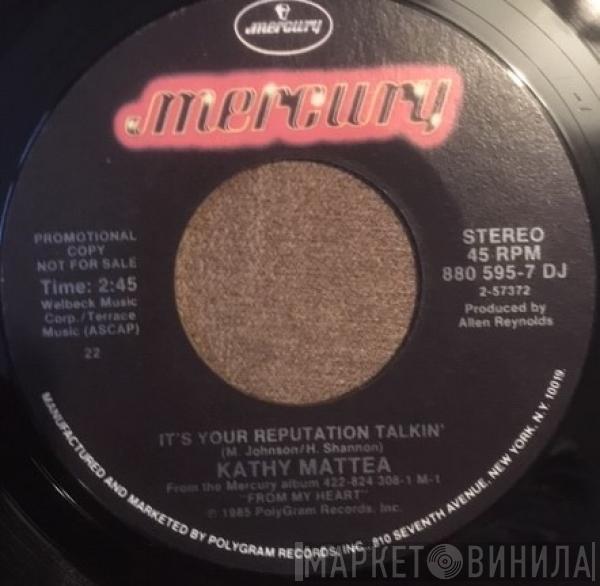 mercury
mercury
PROMOTIONAL
COPY
NOT FOR SALE
Time: 2:45
Welbeck Music
Corp./Terrace
Music (ASCAP)
22
STEREO
45 RPM
880 595-7 DJ
2-57372
Produced by
Allen Reynolds
IT'S YOUR REPUTATION TALKIN'
(M. Johnson/H. Shannon)
KATHY MATTEA
From the Mercury album 422-824 308-1 M-1
"FROM MY HEART"
℗ 1985 PolyGram Records, Inc.
MANUFACTURED AND MARKETED BY POLYGRAM RECORDS, INC., 810 SEVENTH AVENUE, NEW YORK, N.Y. 10019.
МАРКЕТ ВИНИЛА